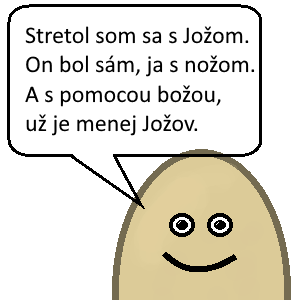 Stretol som sa s Jožom.
On bol sám, ja s nožom.
A s pomocou božou,
už je menej Jožov.